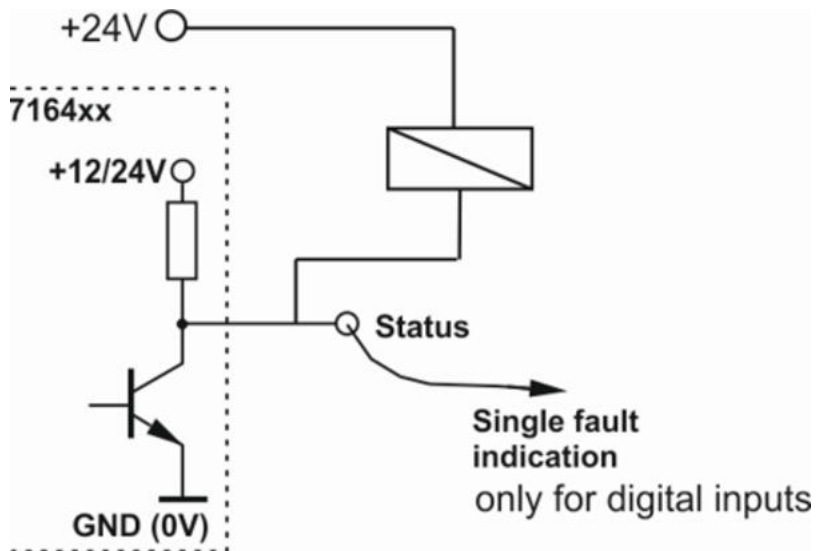 +24V
7164xx
+12/24V
Status
Single fault
indication
only for digital inputs
GND (0V)